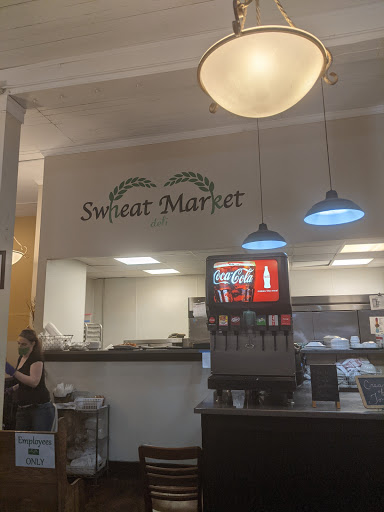 Swheat Market
deli
Coca-Cola
Employees
ONLY